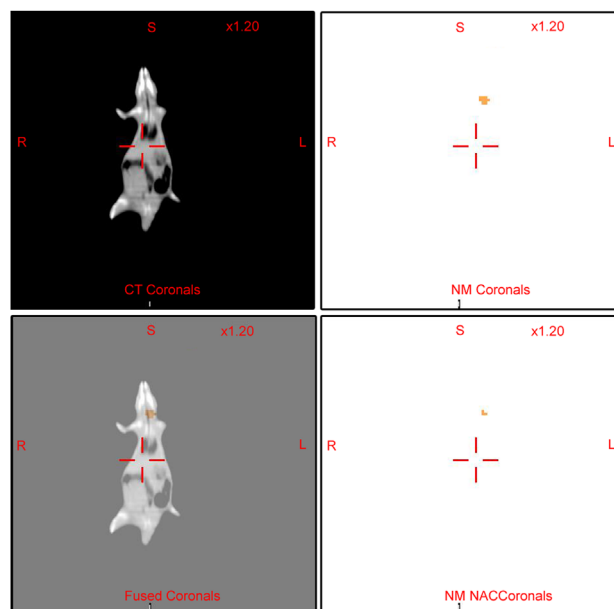 S x1.20
R L
CT Coronals
S x1.20
R L
NM Coronals
S x1.20
R L
Fused Coronals
S x1.20
R L
NM NACCoronals